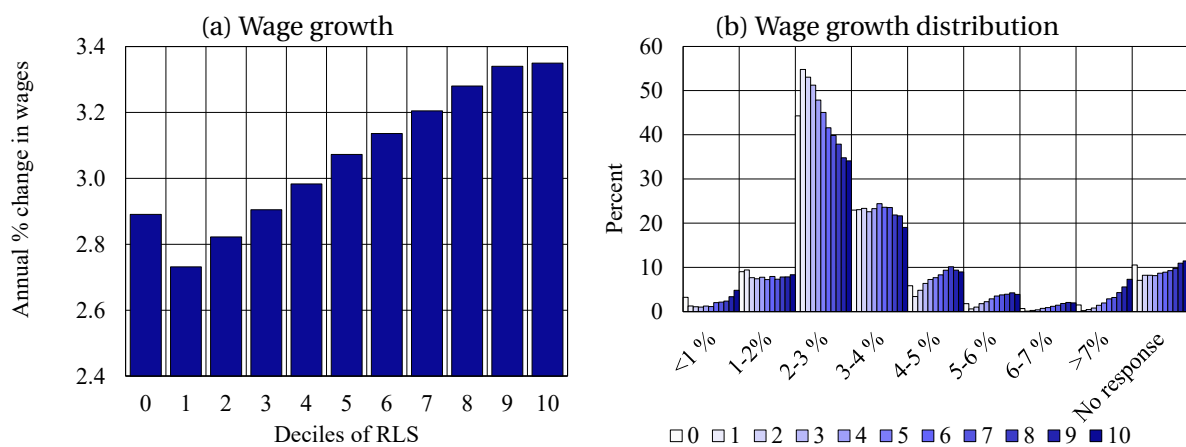 (a) Wage growth
Annual % change in wages
3.4
3.2
3.0
2.8
2.6
2.4
0 1 2 3 4 5 6 7 8 9 10
Deciles of RLS
(b) Wage growth distribution
Percent
60
50
40
30
20
10
0
<1 %
1-2%
2-3 %
3-4 %
4-5%
5-6 %
6-7 %
>7%
No response
0 1 2 3 4 5 6 7 8 9 10